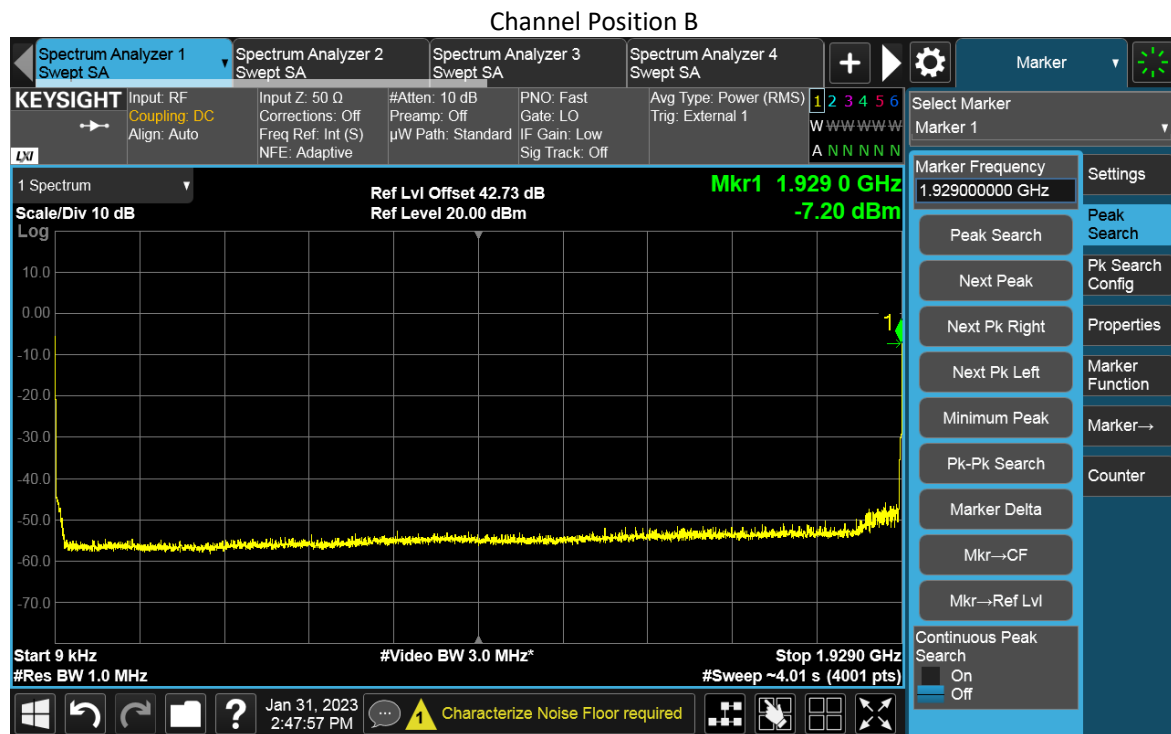 Channel Position B
Spectrum Analyzer 1
Swept SA
Spectrum Analyzer 2
Swept SA
Spectrum Analyzer 3
Swept SA
Spectrum Analyzer 4
Swept SA
Marker
KEYSIGHT
LXI
Input: RF
Coupling: DC
Align: Auto
Input Z: 50 Ω
Corrections: Off
Freq Ref: Int (S)
NFE: Adaptive
#Atten: 10 dB
Preamp: Off
µW Path: Standard
PNO: Fast
Gate: LO
IF Gain: Low
Sig Track: Off
Avg Type: Power (RMS)
Trig: External 1
1 2 3 4 5 6
W W W W W W
A N N N N N
Select Marker
Marker 1
1 Spectrum
Scale/Div 10 dB
Log
Ref Lvl Offset 42.73 dB
Ref Level 20.00 dBm
Mkr1 1.929 0 GHz
-7.20 dBm
10.0
0.00
-10.0
-20.0
-30.0
-40.0
-50.0
-60.0
-70.0
1
Start 9 kHz
#Res BW 1.0 MHz
#Video BW 3.0 MHz*
Stop 1.9290 GHz
#Sweep ~4.01 s (4001 pts)
Marker Frequency
1.929000000 GHz
Peak Search
Next Peak
Next Pk Right
Next Pk Left
Minimum Peak
Pk-Pk Search
Marker Delta
Mkr→CF
Mkr→Ref Lvl
Continuous Peak
Search
On
Off
Settings
Peak
Search
Pk Search
Config
Properties
Marker
Function
Marker→
Counter
?
Jan 31, 2023
2:47:57 PM
1
Characterize Noise Floor required